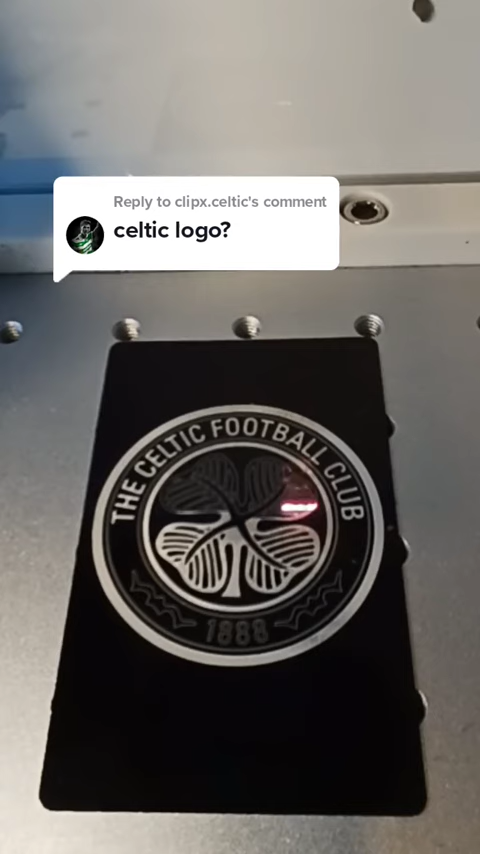 Reply to clipx.celtic's comment
celtic logo?
THE CELTIC FOOTBALL CLUB
1888